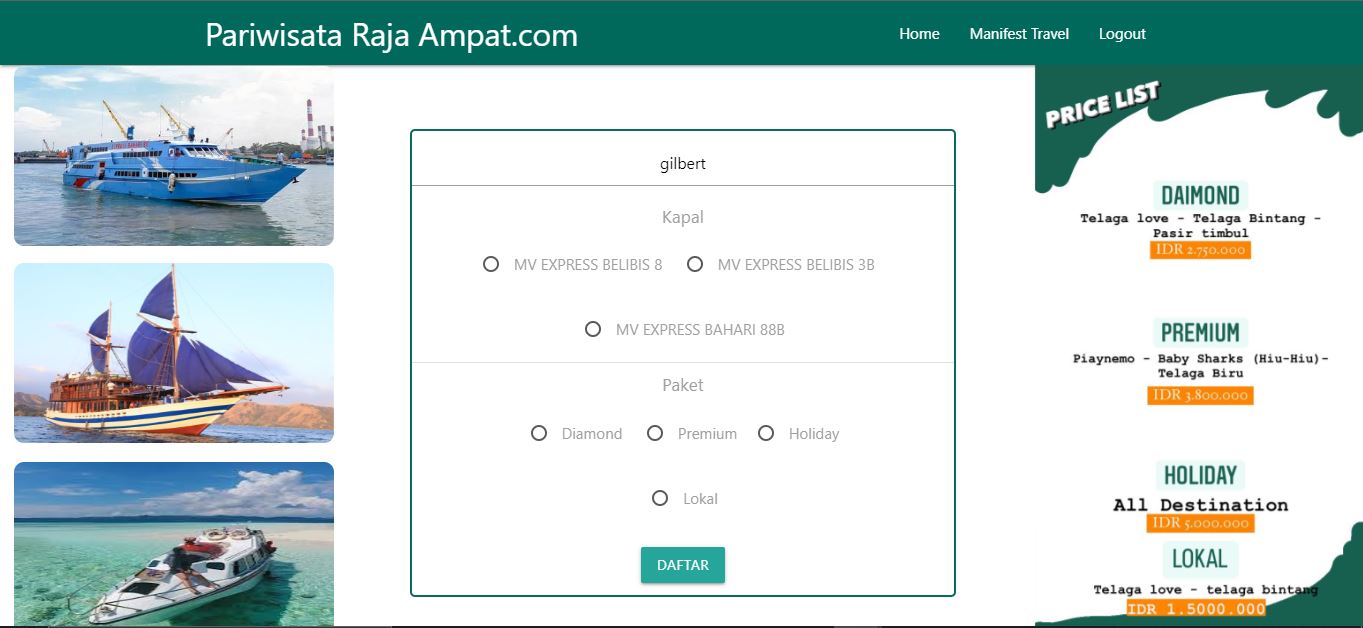 Pariwisata Raja Ampat.com
Home Manifest Travel Logout
gilbert
Kapal
MV EXPRESS BELIBIS 8 MV EXPRESS BELIBIS 3B
MV EXPRESS BAHARI 88B
Paket
Diamond Premium Holiday
Lokal
DAFTAR
PRICE LIST
DAIMOND
Telaga love - Telaga Bintang -
Pasir timbul
IDR 2.750.000
PREMIUM
Piaynemo - Baby Sharks (Hiu-Hiu)-
Telaga Biru
IDR 3.800.000
HOLIDAY
All Destination
IDR 5.000.000
LOKAL
Telaga love - telaga bintang
IDR 1.5000.000